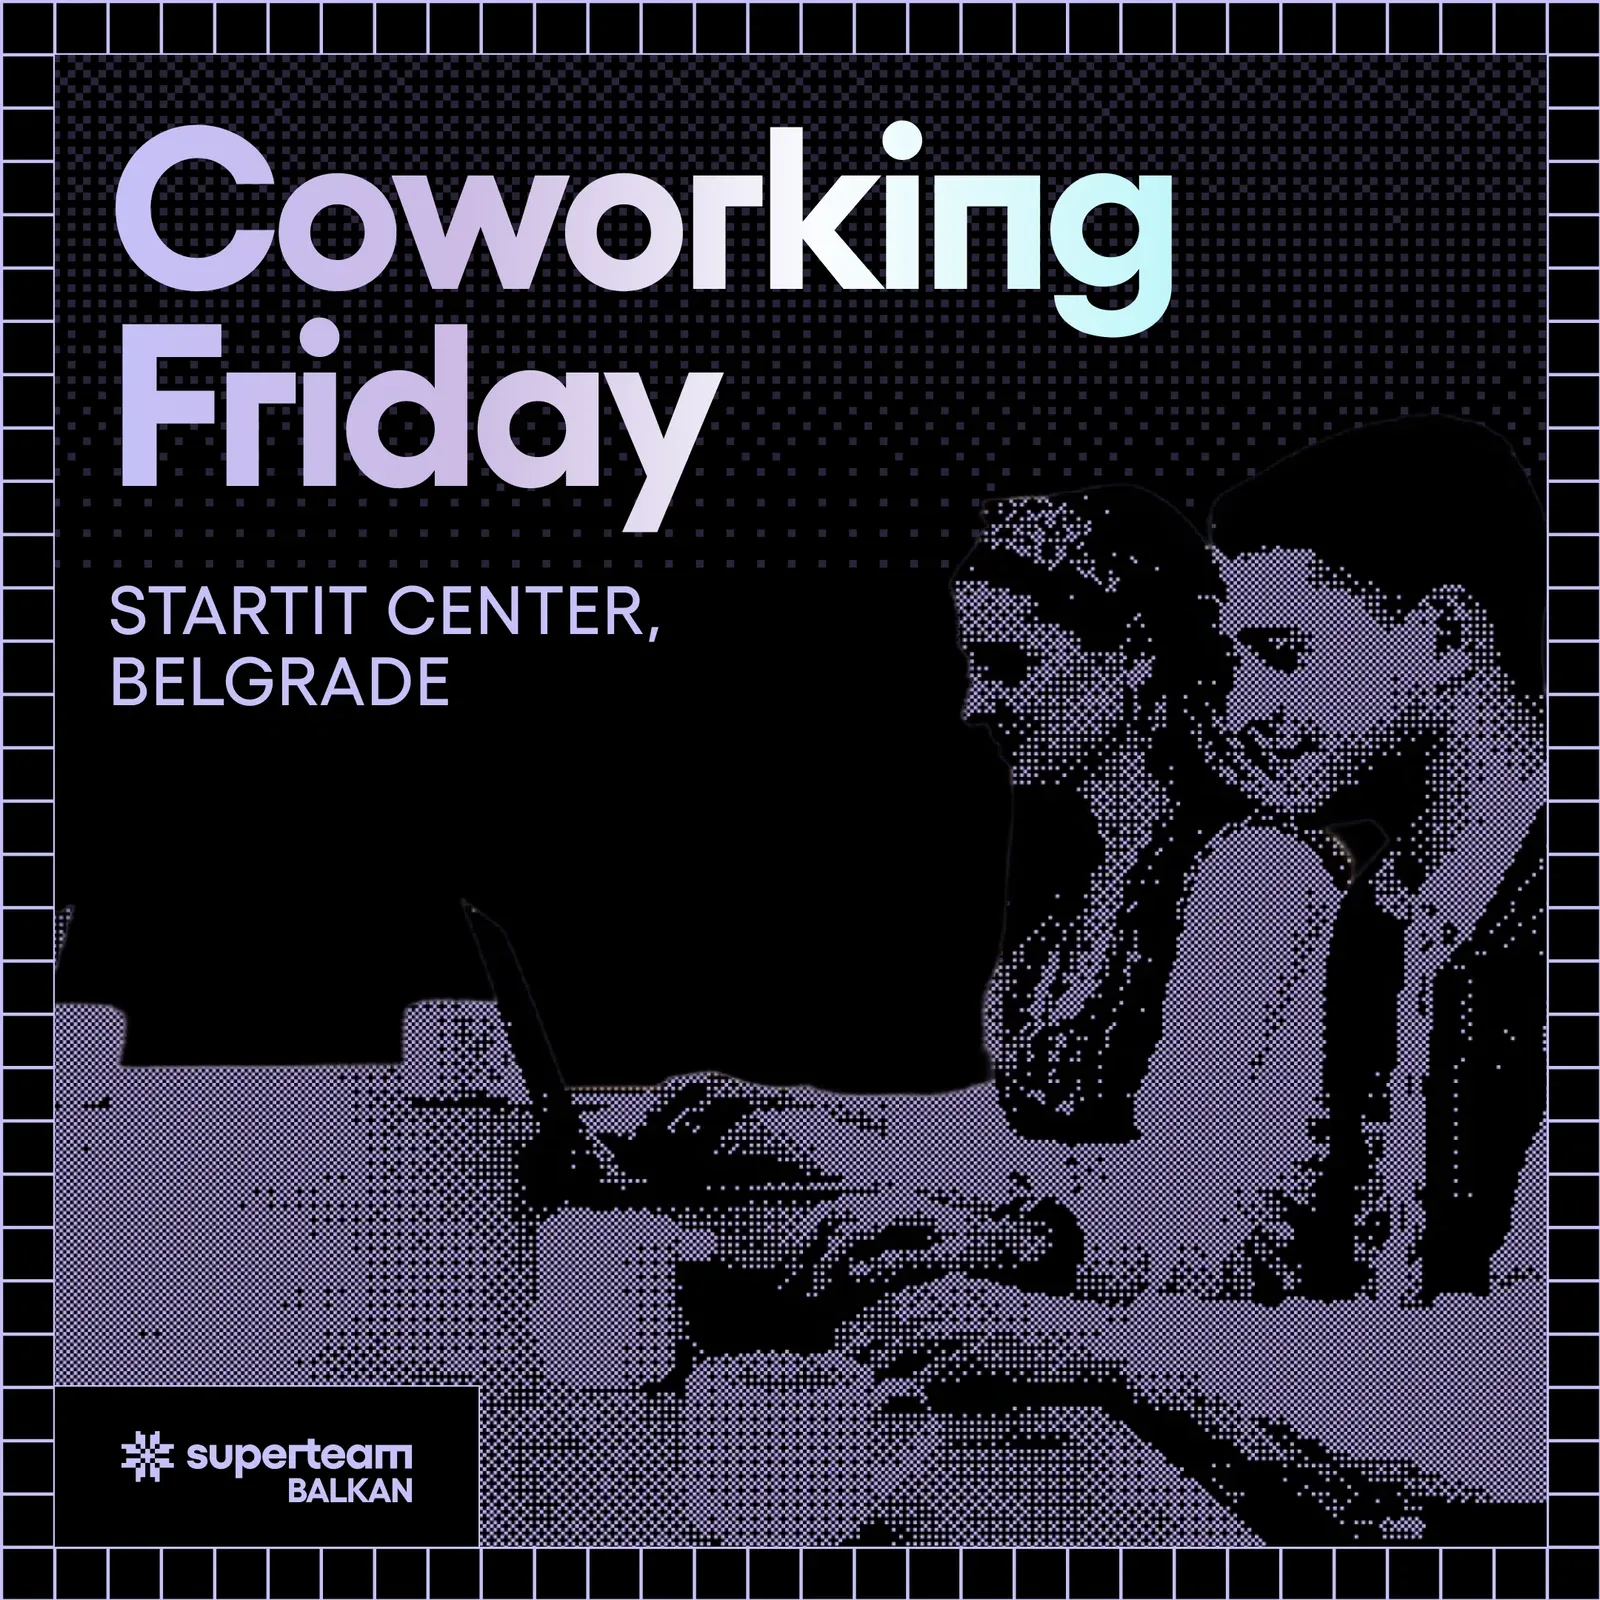 Coworking
Friday
STARTIT CENTER,
BELGRADE
superteam
BALKAN